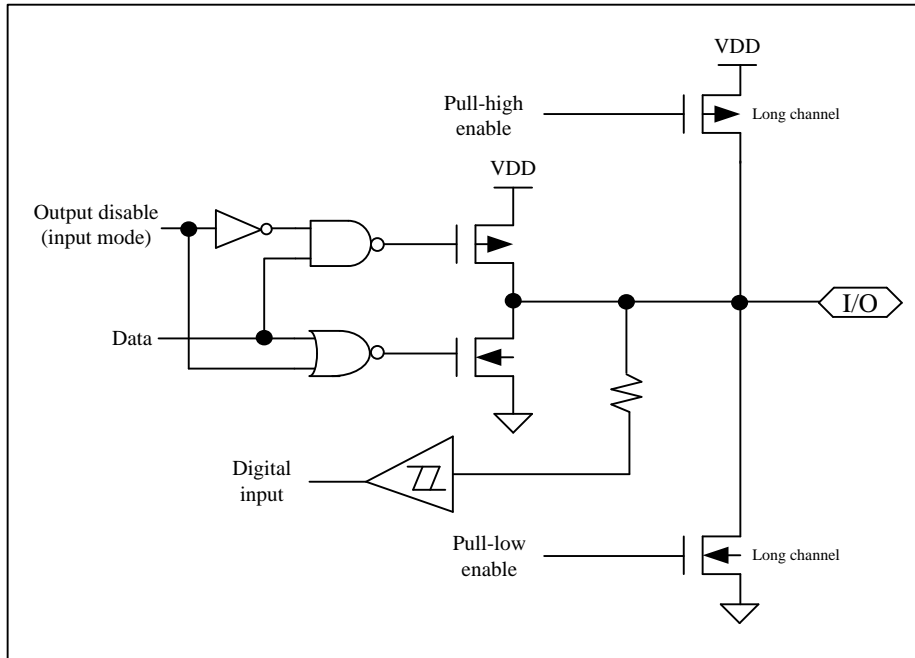 VDD
Pull-high
enable
Long channel
VDD
Output disable
(input mode)
I/O
Data
Digital
input
Pull-low
enable
Long channel